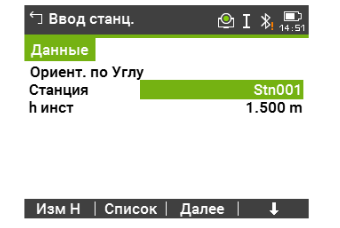 Ввод станц.
14:51
Данные
Ориент. по Углу
Станция Stn001
h инст 1.500 m
Изм H | Список | Далее |